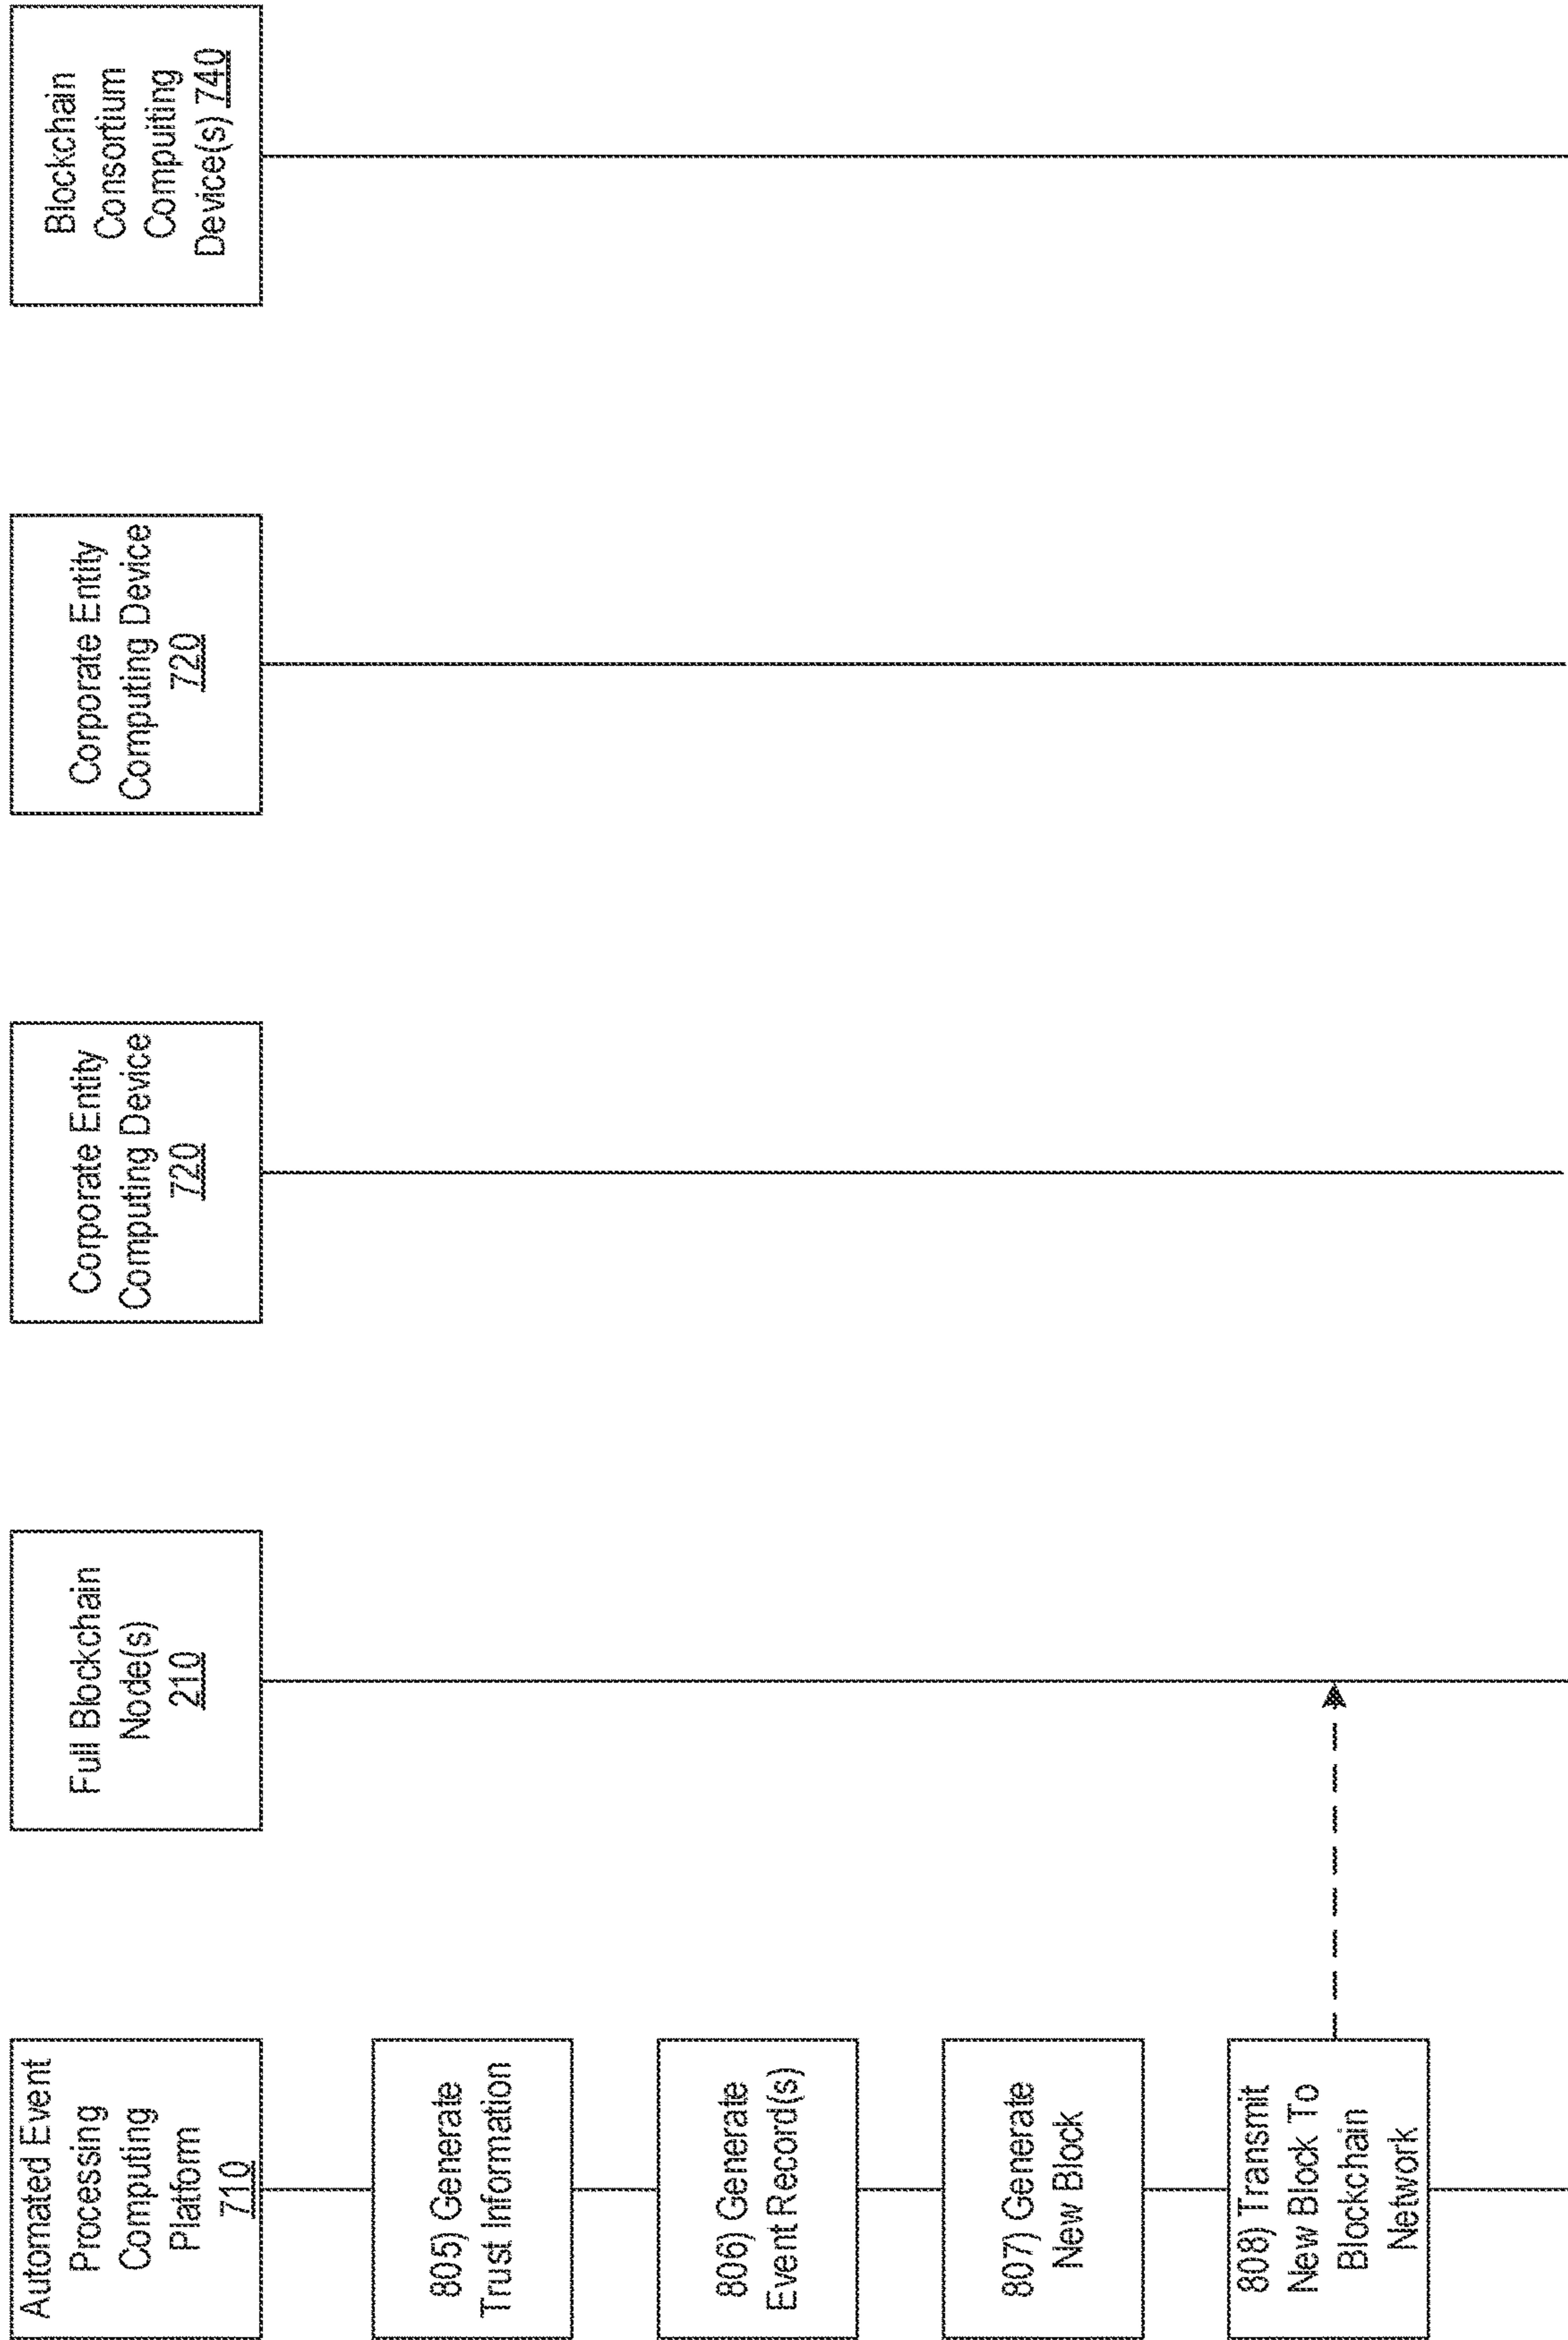 Automated Event
Processing
Computing
Platform
710
Full Blockchain
Node(s)
210
Corporate Entity
Computing Device
720
Corporate Entity
Computing Device
720
Blockchain
Consortium
Compuiting
Device(s) 740
805) Generate
Trust Information
806) Generate
Event Record(s)
807) Generate
New Block
808) Transmit
New Block To
Blockchain
Network